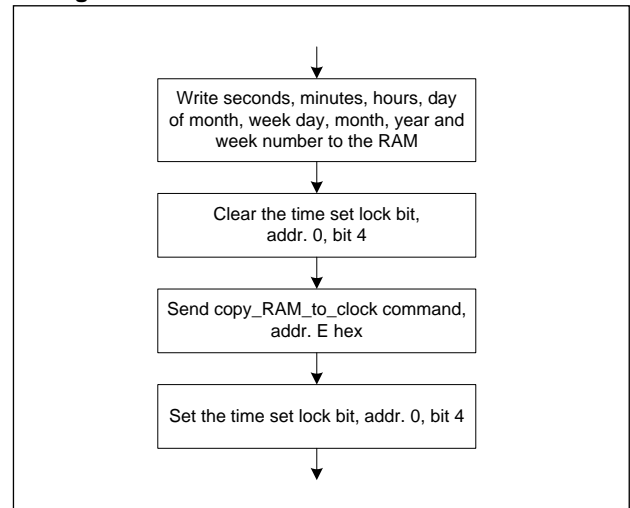 Write seconds, minutes, hours, day
of month, week day, month, year and
week number to the RAM
Clear the time set lock bit,
addr. 0, bit 4
Send copy_RAM_to_clock command,
addr. E hex
Set the time set lock bit, addr. 0, bit 4